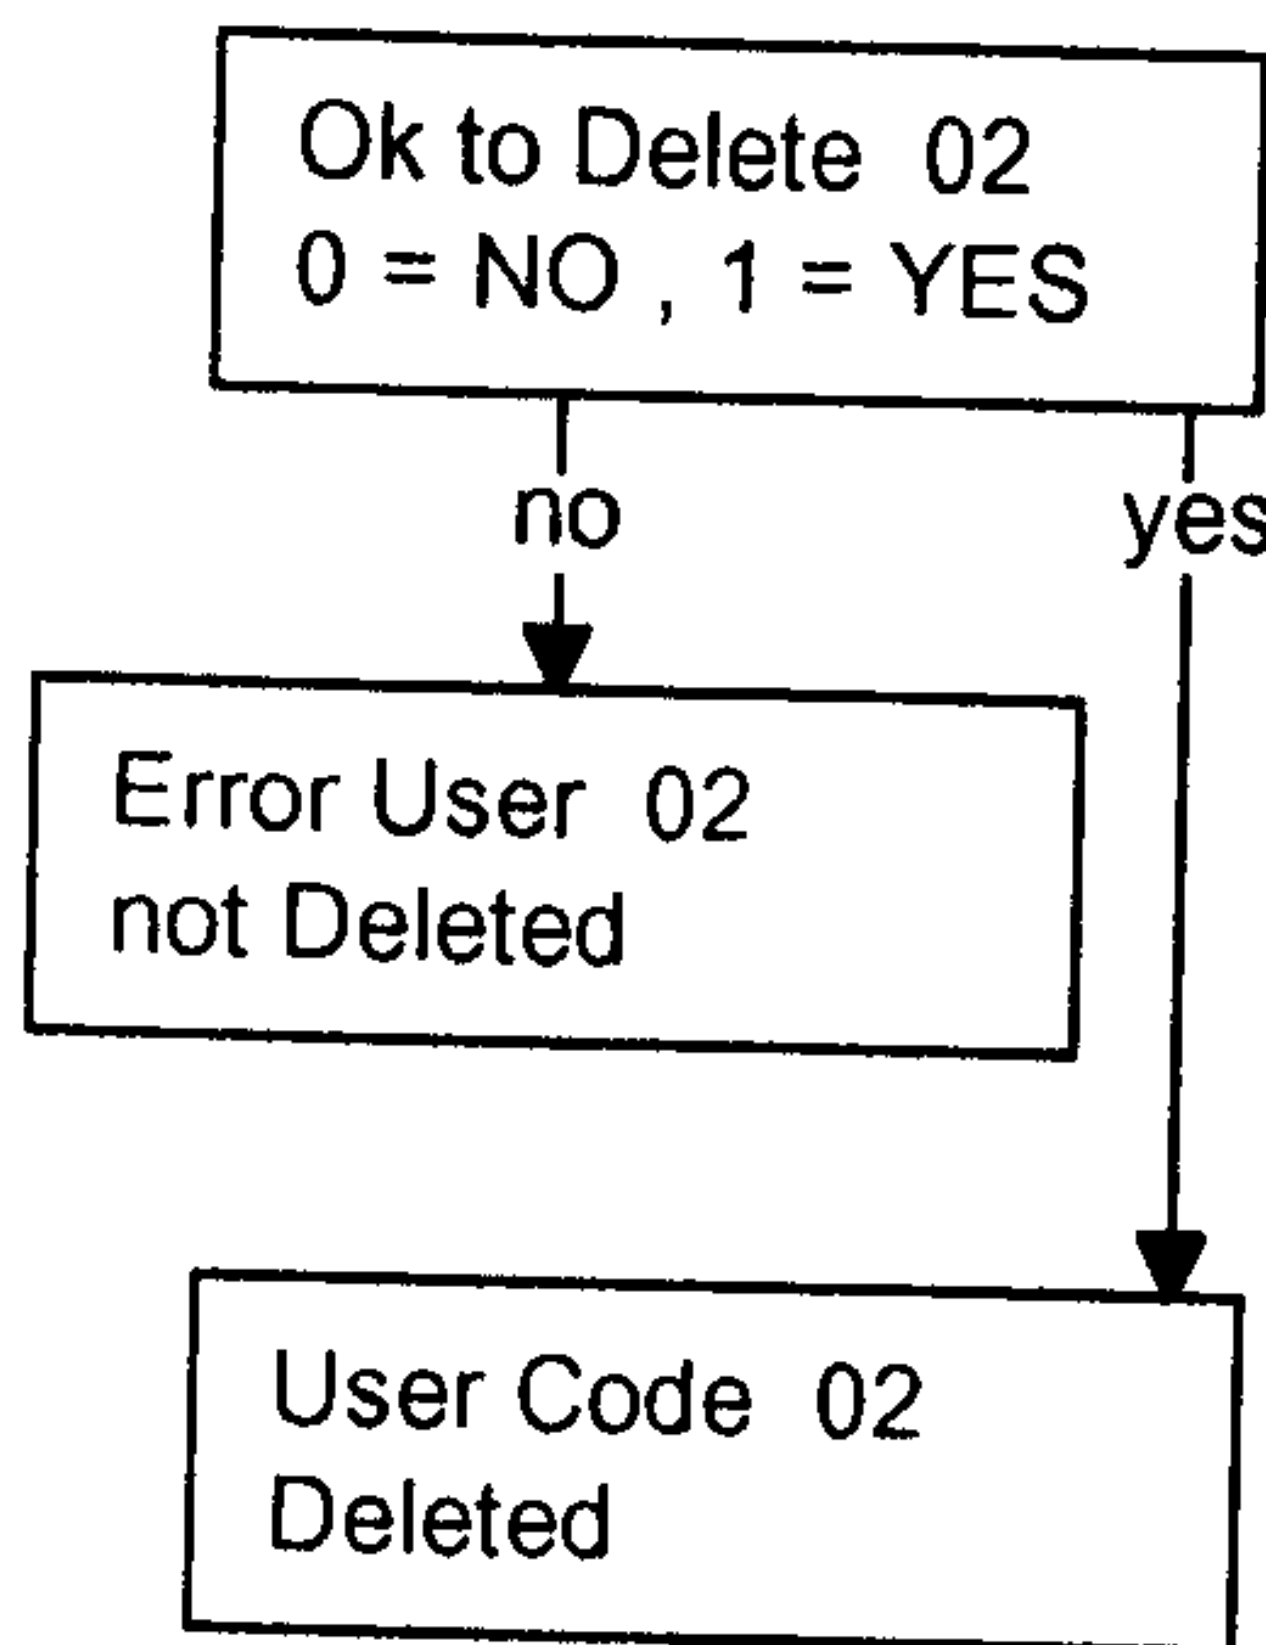 Ok to Delete 02
0 = NO , 1 = YES
no
yes
Error User 02
not Deleted
User Code 02
Deleted